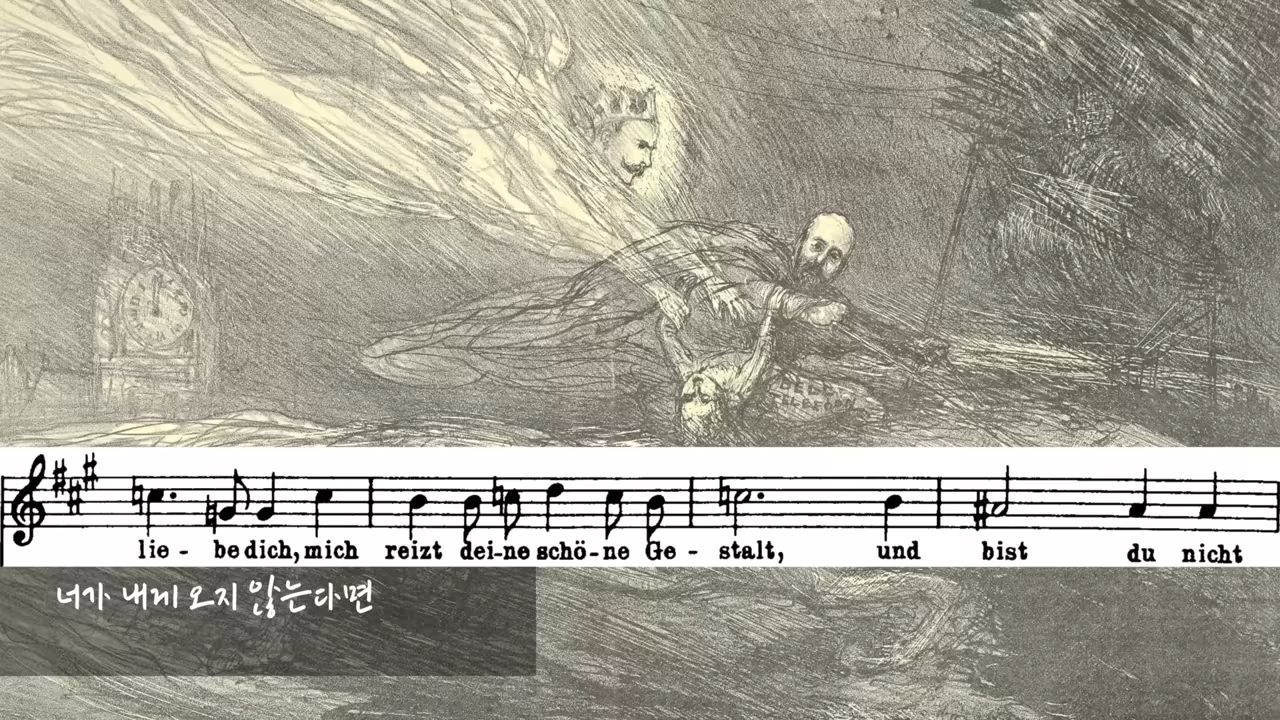 lie - be dich, mich reizt dei-ne schö-ne Ge - stalt, und bist du nicht
너가 내게 오지 않는다면